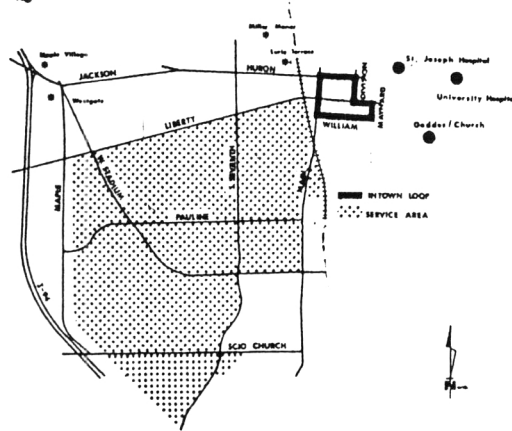 Miller Manor
Maple Village
Lurie Terrace
St. Joseph Hospital
JACKSON
HURON
DIVISION
University Hospital
Westgate
MAYNARD
LIBERTY
WILLIAM
Geddes/Church
W. STADIUM
S. SEVENTH
MAPLE
MAIN
INTOWN LOOP
PAULINE
SERVICE AREA
I-94
SCIO CHURCH
N